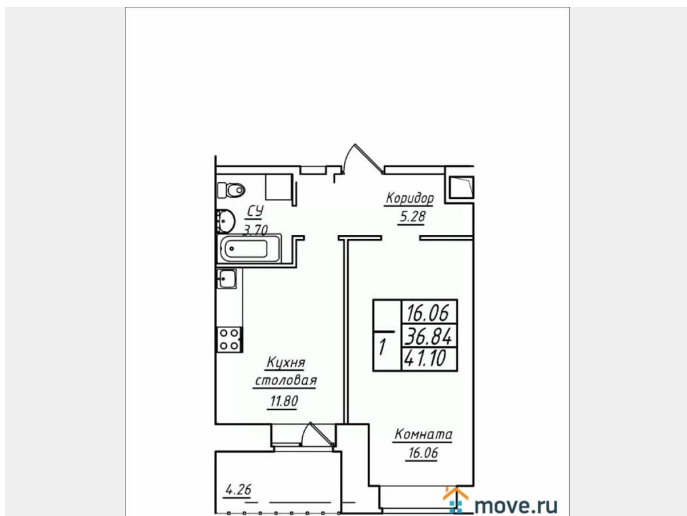 СУ
3.70
Коридор
5.28
16.06
1
36.84
41.10
Кухня
столовая
11.80
Комната
16.06
4.26
move.ru